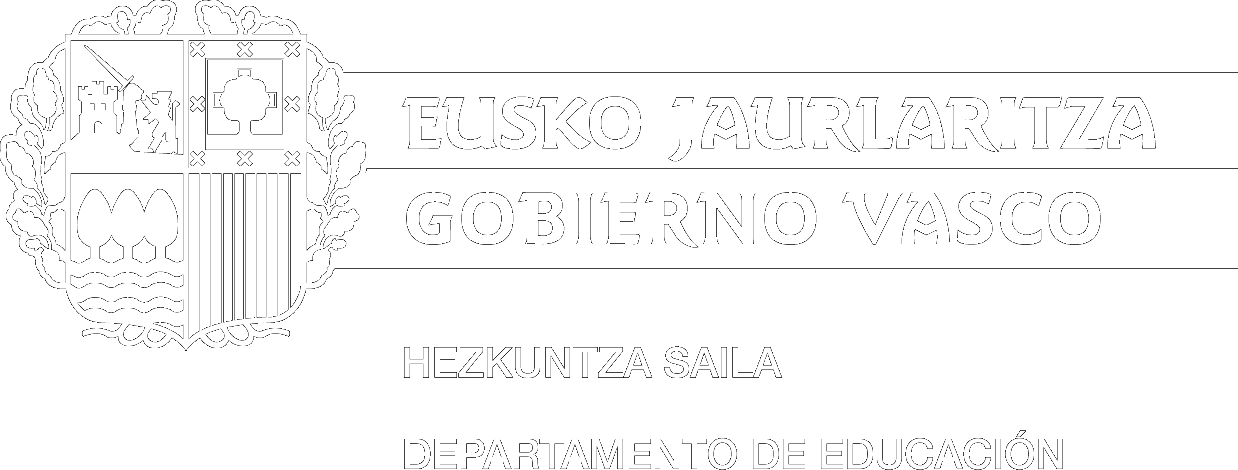 EUSKO JAURLARITZA
GOBIERNO VASCO
HEZKUNTZA SAILA
DEPARTAMENTO DE EDUCACIÓN